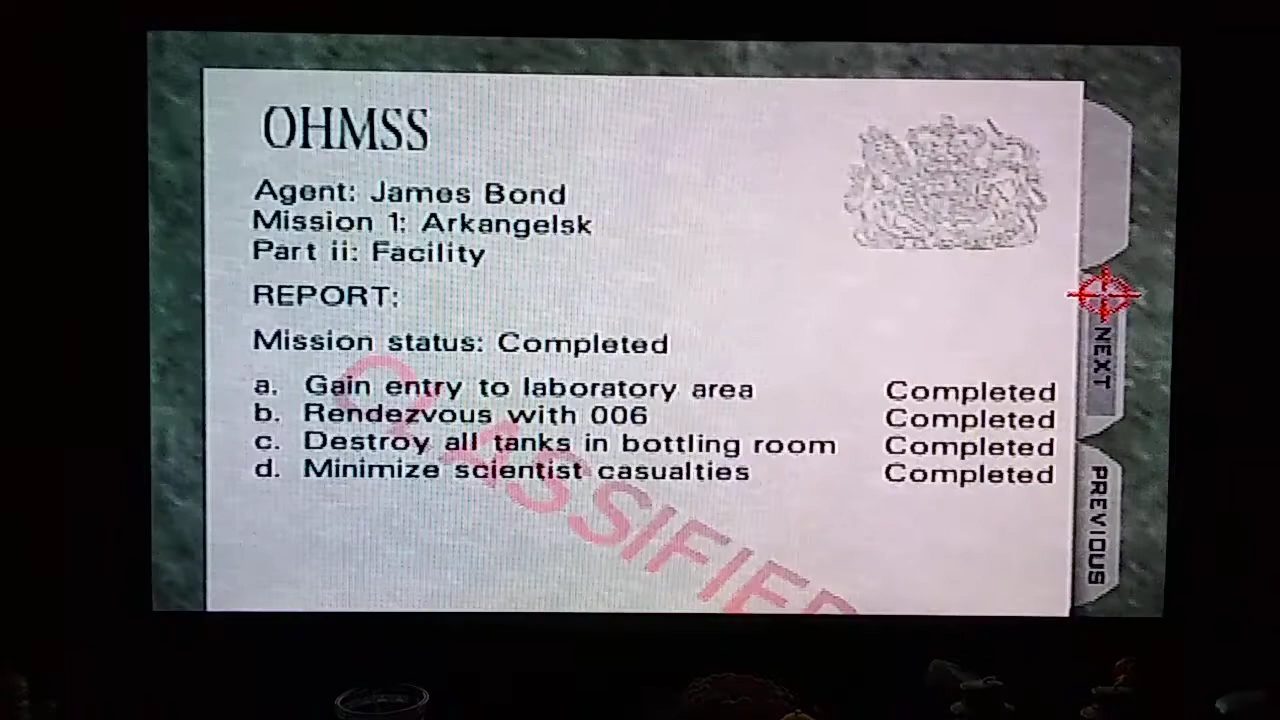 OHMSS
Agent: James Bond
Mission 1: Arkangelsk
Part ii: Facility
REPORT:
Mission status: Completed
a. Gain entry to laboratory area Completed
b. Rendezvous with 006 Completed
c. Destroy all tanks in bottling room Completed
d. Minimize scientist casualties Completed
CLASSIFIED
NEXT
PREVIOUS